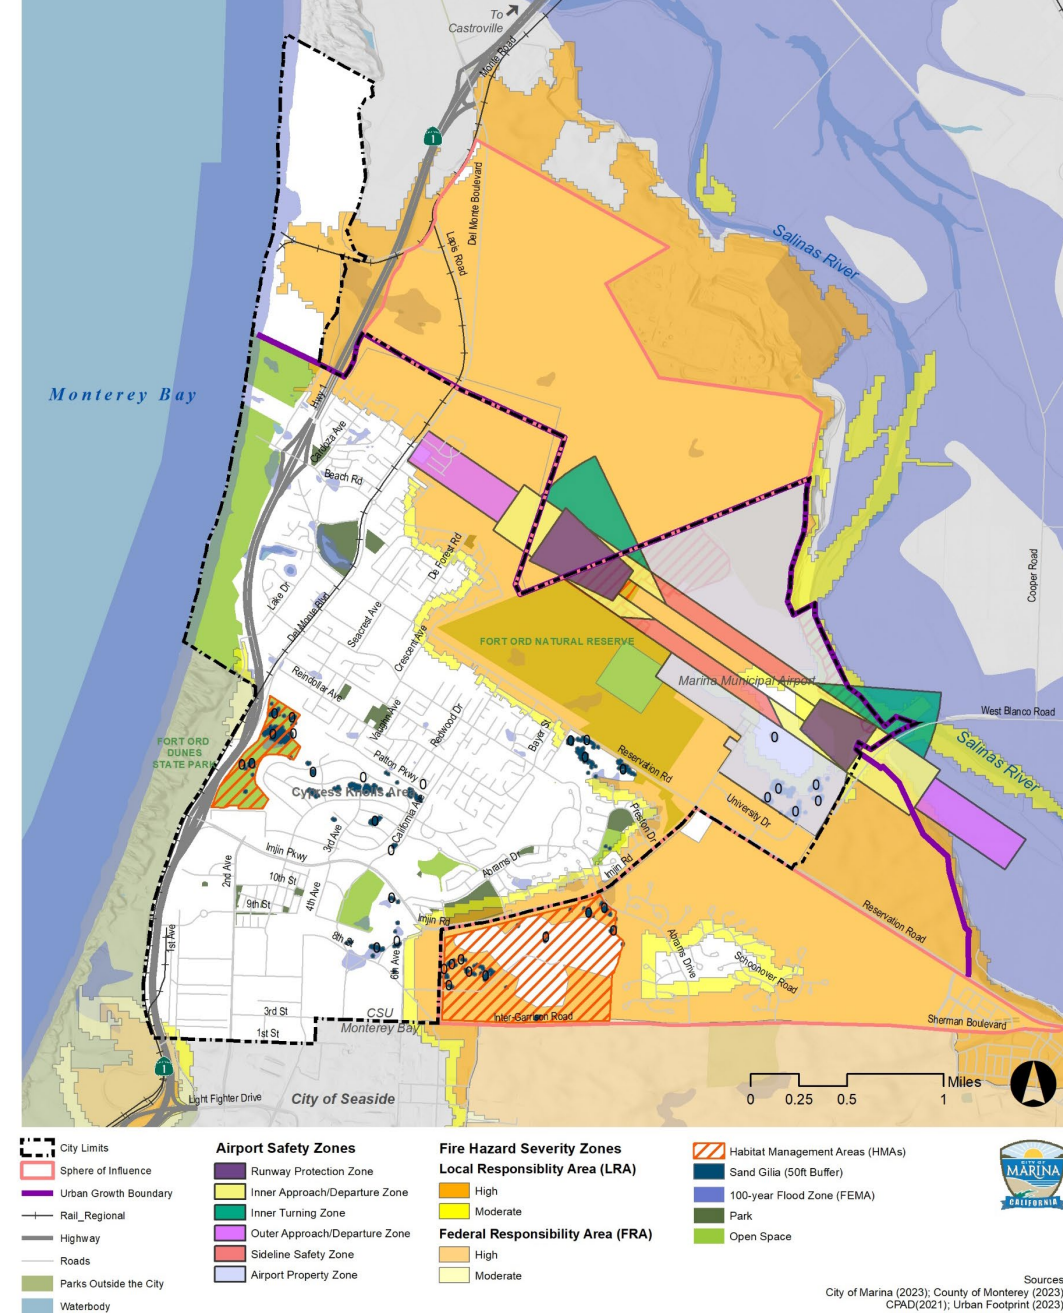 To
Castroville
Monte Road
1
Del Monte Boulevard
Lapis Road
Salinas River
Monterey Bay
Hwy 1
Cardoza Ave
Beach Rd
De Forest Rd
Cooper Road
Lake Dr
Del Monte Blvd
Seacrest Ave
Crescent Ave
FORT ORD NATURAL RESERVE
Reindollar Ave
Marina Municipal Airport
West Blanco Road
Vaughn Ave
Redwood Dr
Bayer St
FORT ORD
DUNES
STATE PARK
Salinas River
Reservation Rd
Patton Pkwy
Cypress Knolls Area
University Dr
3rd Ave
California Ave
Preston Dr
Imjin Pkwy
2nd Ave
10th St
Abrams Dr
Imjin Rd
9th St
4th Ave
Imjin Rd
Reservation Road
8th St
1st Ave
6th Ave
Abrams Drive
Schoonover Road
3rd St
CSU
Monterey Bay
Inter-Garrison Road
Sherman Boulevard
1st St
1
Light Fighter Drive
City of Seaside
Miles
0 0.25 0.5 1
City Limits
Sphere of Influence
Urban Growth Boundary
Rail_Regional
Highway
Roads
Parks Outside the City
Waterbody
Airport Safety Zones
Runway Protection Zone
Inner Approach/Departure Zone
Inner Turning Zone
Outer Approach/Departure Zone
Sideline Safety Zone
Airport Property Zone
Fire Hazard Severity Zones
Local Responsiblity Area (LRA)
High
Moderate
Federal Responsibility Area (FRA)
High
Moderate
Habitat Management Areas (HMAs)
Sand Gilia (50ft Buffer)
100-year Flood Zone (FEMA)
Park
Open Space
CITY OF
MARINA
CALIFORNIA
Sources
City of Marina (2023); County of Monterey (2023)
CPAD(2021); Urban Footprint (2023)